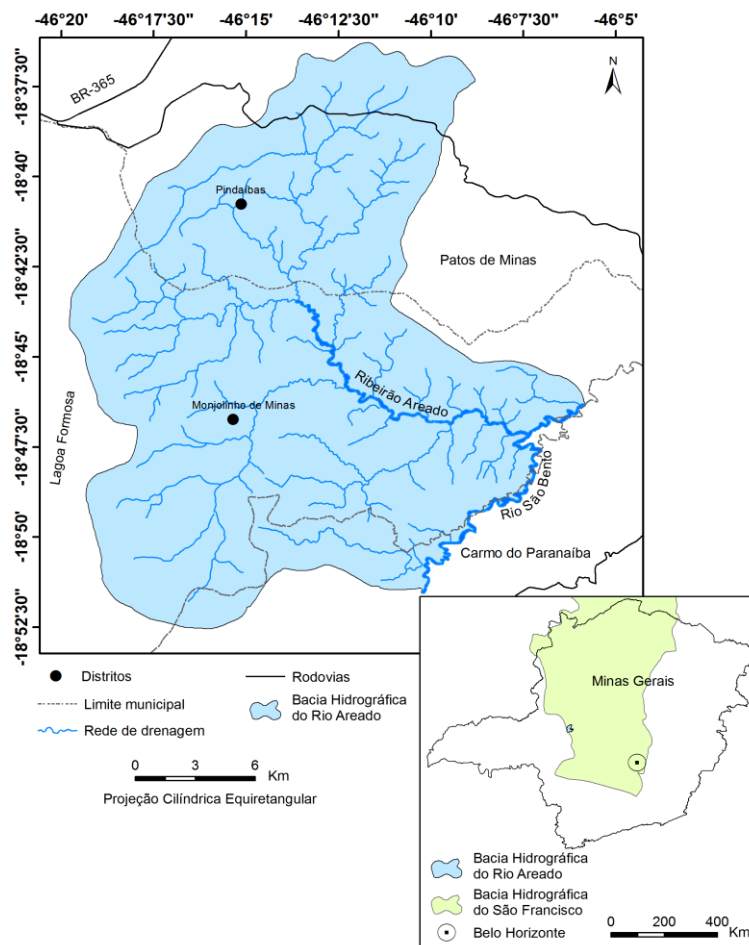 -46°20' -46°17'30" -46°15' -46°12'30" -46°10' -46°7'30" -46°5'
-18°37'30"
-18°40'
-18°42'30"
-18°45'
-18°47'30"
-18°50'
-18°52'30"
BR-365
N
Pindaíbas
Patos de Minas
Ribeirão Areado
Monjolinho de Minas
Lagoa Formosa
Rio São Bento
Carmo do Paranaíba
Distritos
Limite municipal
Rede de drenagem
Rodovias
Bacia Hidrográfica
do Rio Areado
0 3 6
Km
Projeção Cilíndrica Equiretangular
Minas Gerais
Bacia Hidrográfica
do Rio Areado
Bacia Hidrográfica
do São Francisco
Belo Horizonte
0 200 400
Km